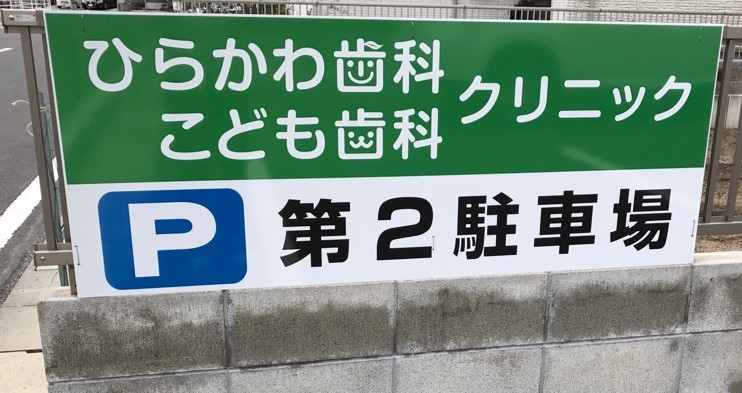 ひらかわ歯科
こども歯科
クリニック
P 第2駐車場